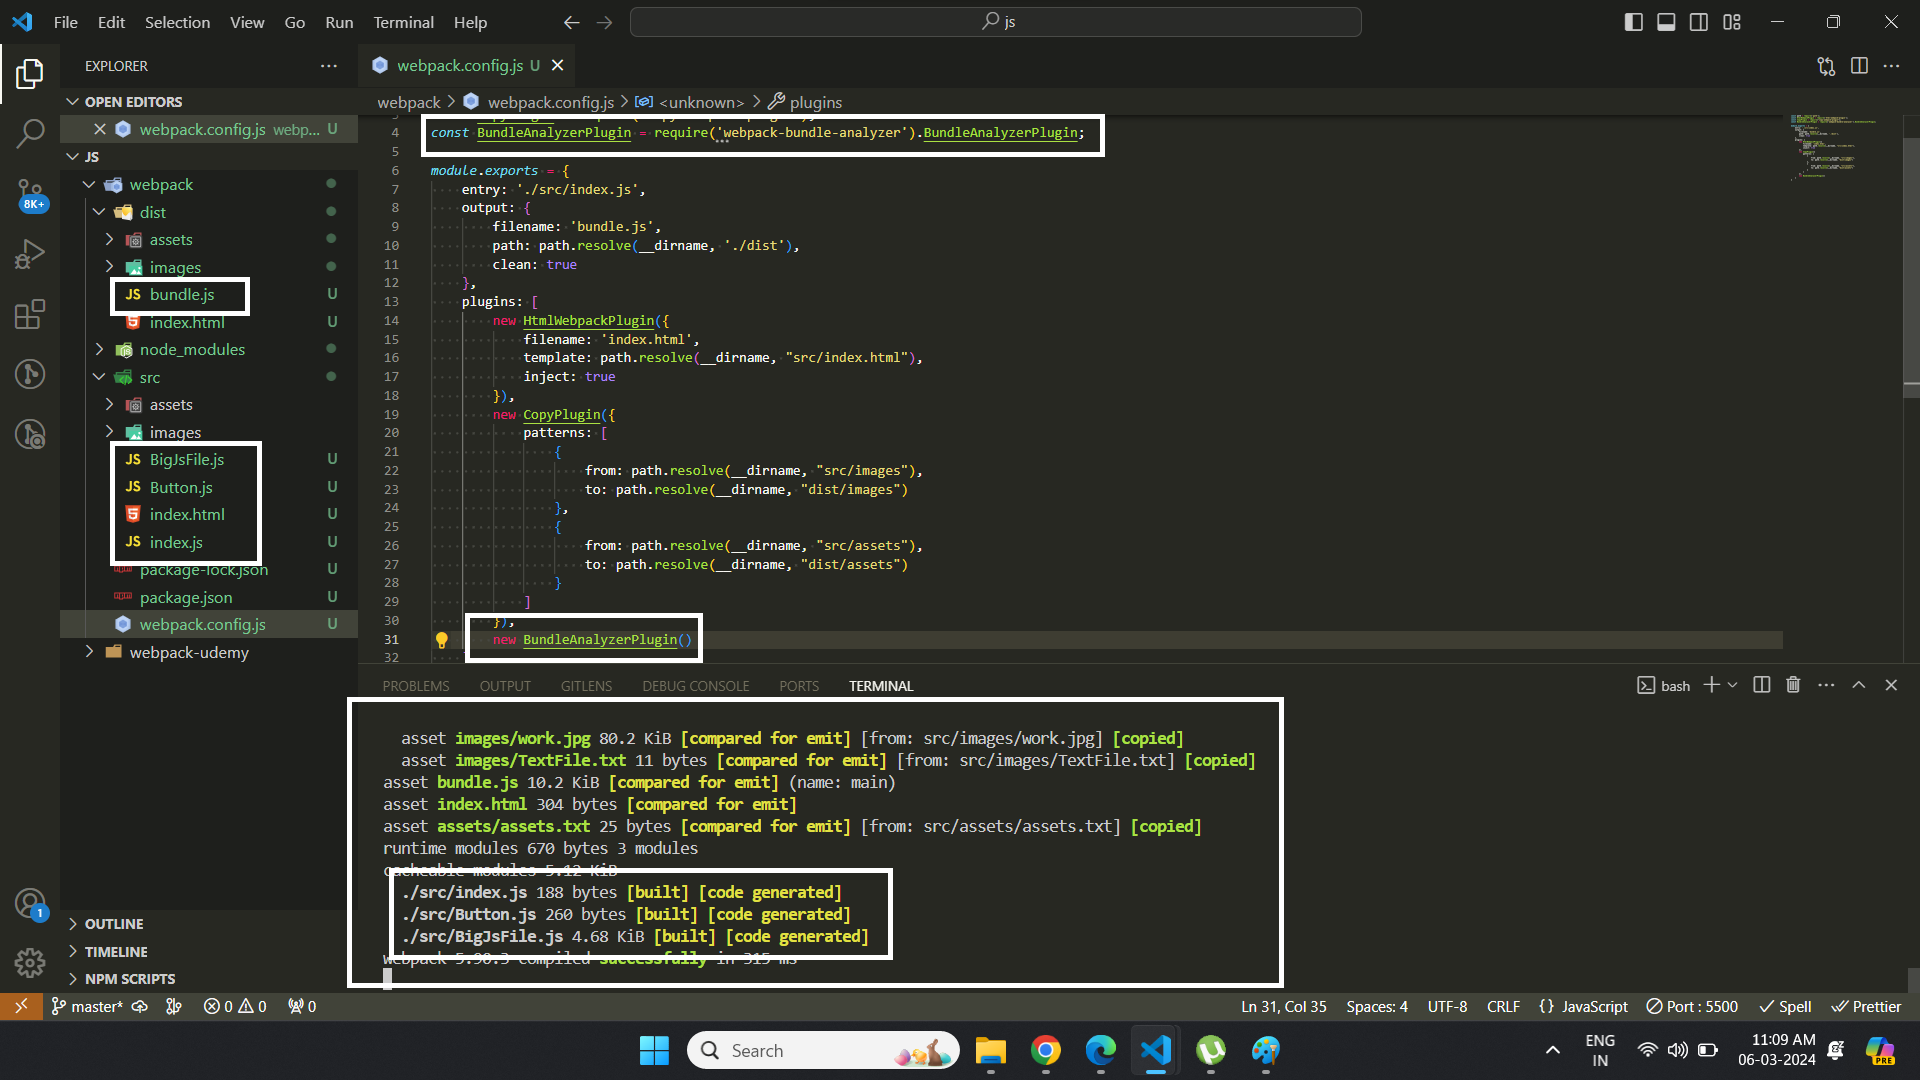 File Edit Selection View Go Run Terminal Help
js
EXPLORER
OPEN EDITORS
webpack.config.js webp... U
JS
webpack
dist
assets
images
bundle.js U
index.html U
node_modules
src
assets
images
BigJsFile.js U
Button.js U
index.html U
index.js U
package-lock.json U
package.json U
webpack.config.js U
webpack-udemy
OUTLINE
TIMELINE
NPM SCRIPTS
8K+
1
webpack.config.js U
webpack > webpack.config.js > <unknown> > plugins
4 const BundleAnalyzerPlugin = require('webpack-bundle-analyzer').BundleAnalyzerPlugin;
5
6 module.exports = {
7 entry: './src/index.js',
8 output: {
9 filename: 'bundle.js',
10 path: path.resolve(__dirname, './dist'),
11 clean: true
12 },
13 plugins: [
14 new HtmlWebpackPlugin({
15 filename: 'index.html',
16 template: path.resolve(__dirname, "src/index.html"),
17 inject: true
18 }),
19 new CopyPlugin({
20 patterns: [
21 {
22 from: path.resolve(__dirname, "src/images"),
23 to: path.resolve(__dirname, "dist/images")
24 },
25 {
26 from: path.resolve(__dirname, "src/assets"),
27 to: path.resolve(__dirname, "dist/assets")
28 }
29 ]
30 }),
31 new BundleAnalyzerPlugin()
32
PROBLEMS OUTPUT GITLENS DEBUG CONSOLE PORTS TERMINAL
bash
asset images/work.jpg 80.2 KiB [compared for emit] [from: src/images/work.jpg] [copied]
asset images/TextFile.txt 11 bytes [compared for emit] [from: src/images/TextFile.txt] [copied]
asset bundle.js 10.2 KiB [compared for emit] (name: main)
asset index.html 304 bytes [compared for emit]
asset assets/assets.txt 25 bytes [compared for emit] [from: src/assets/assets.txt] [copied]
runtime modules 670 bytes 3 modules
cacheable modules 5.12 KiB
./src/index.js 188 bytes [built] [code generated]
./src/Button.js 260 bytes [built] [code generated]
./src/BigJsFile.js 4.68 KiB [built] [code generated]
webpack 5.90.3 compiled successfully in 315 ms
master* 0 0 0
Ln 31, Col 35 Spaces: 4 UTF-8 CRLF {} JavaScript Port : 5500 Spell Prettier
Search
ENG
IN
11:09 AM
06-03-2024
PRE